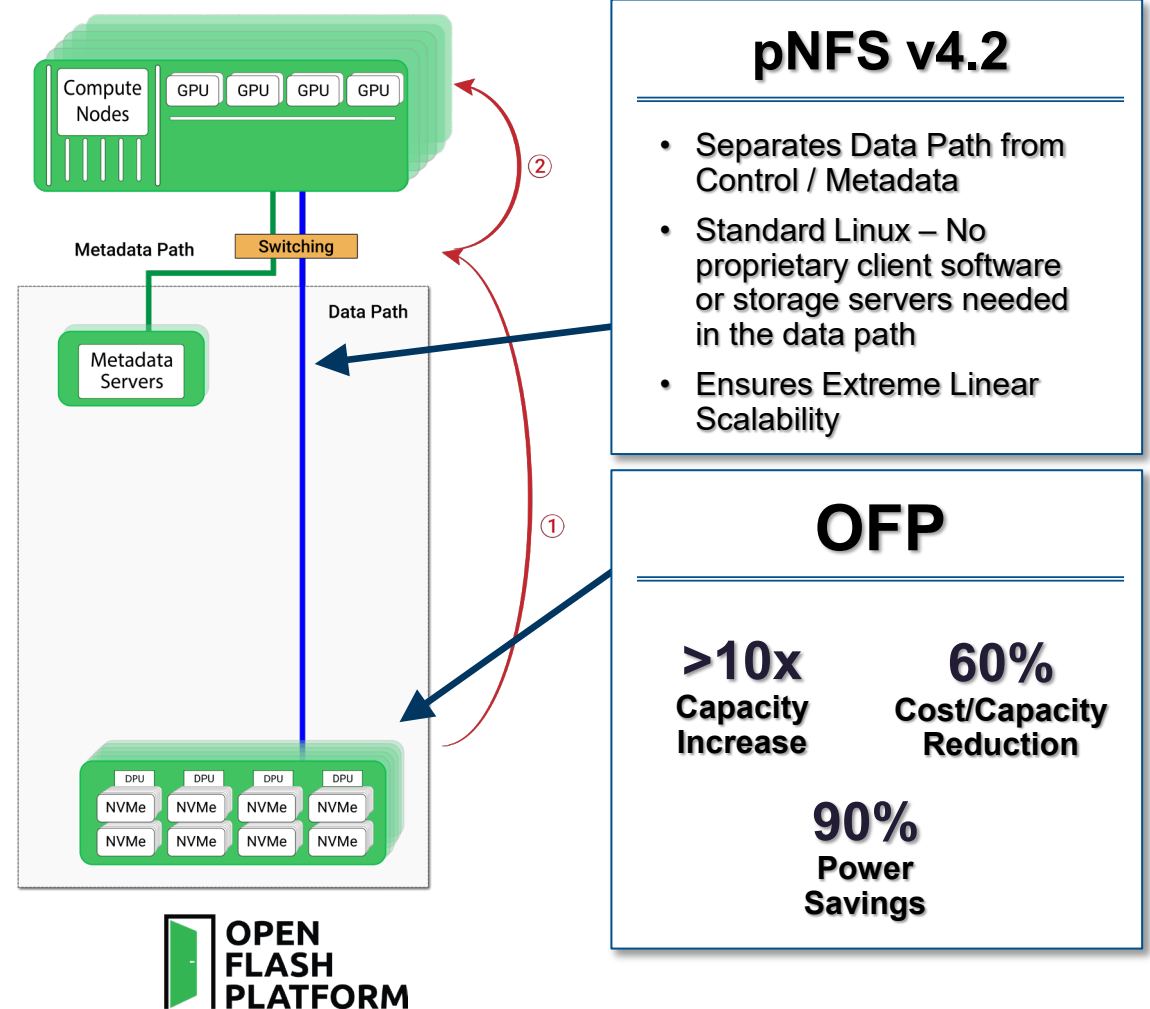 Compute
Nodes
GPU
GPU
GPU
GPU
②
Metadata Path
Switching
Data Path
Metadata
Servers
①
DPU
DPU
DPU
DPU
NVMe
NVMe
NVMe
NVMe
NVMe
NVMe
NVMe
NVMe
OPEN
FLASH
PLATFORM
pNFS v4.2
• Separates Data Path from
Control / Metadata
• Standard Linux – No
proprietary client software
or storage servers needed
in the data path
• Ensures Extreme Linear
Scalability
OFP
>10x
Capacity
Increase
60%
Cost/Capacity
Reduction
90%
Power
Savings